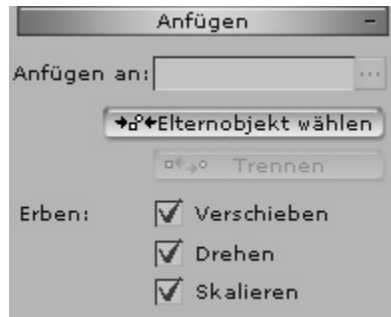 Anfügen
Anfügen an: ...
Elternobjekt wählen
Trennen
Erben: Verschieben
Drehen
Skalieren